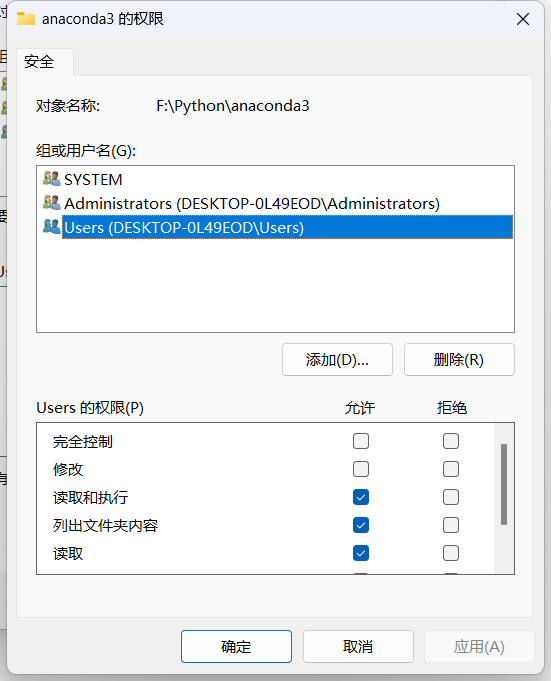 anaconda3 的权限
安全
对象名称: F:\Python\anaconda3
组或用户名(G):
SYSTEM
Administrators (DESKTOP-0L49EOD\Administrators)
Users (DESKTOP-0L49EOD\Users)
添加(D)... 删除(R)
Users 的权限(P) 允许 拒绝
完全控制
修改
读取和执行
列出文件夹内容
读取
确定 取消 应用(A)